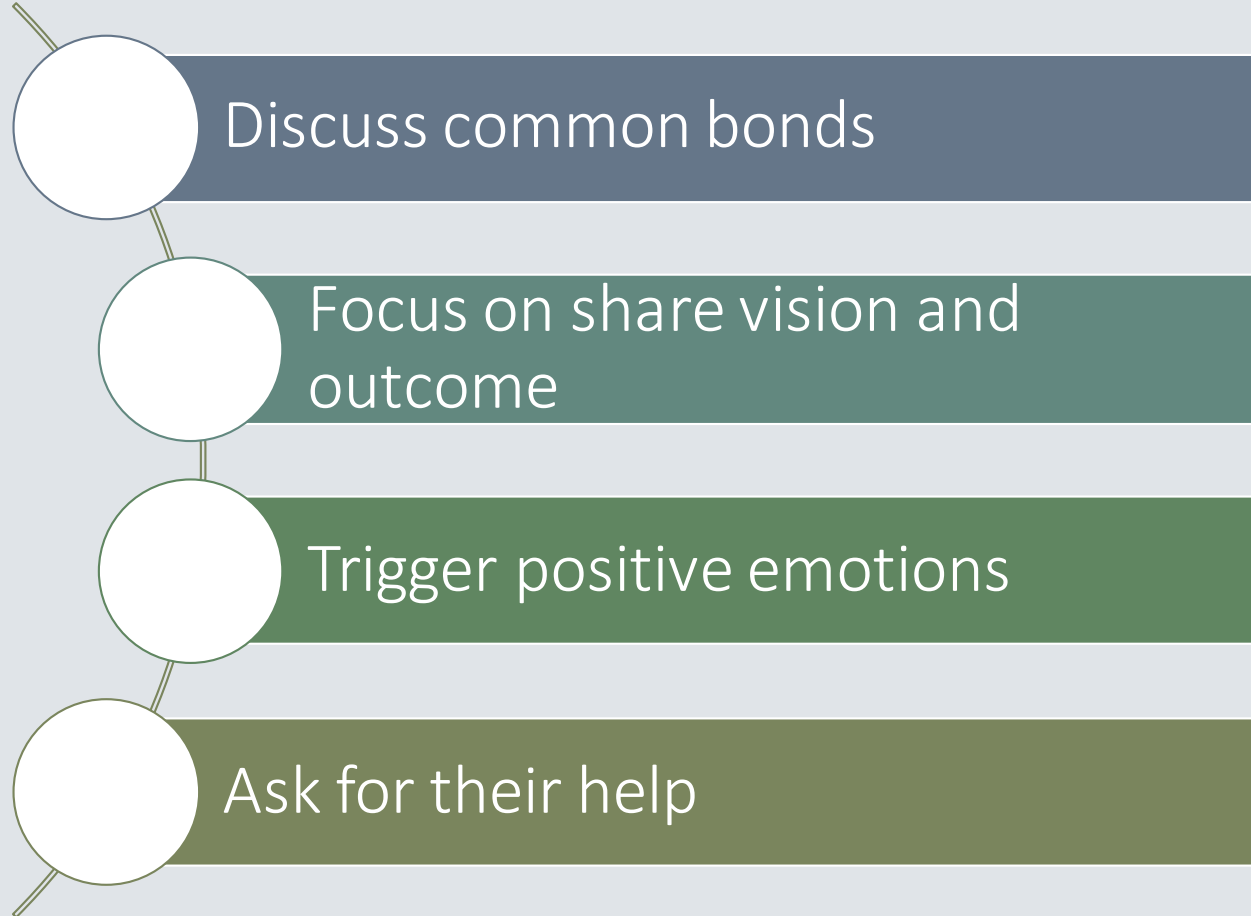 Discuss common bonds
Focus on share vision and
outcome
Trigger positive emotions
Ask for their help